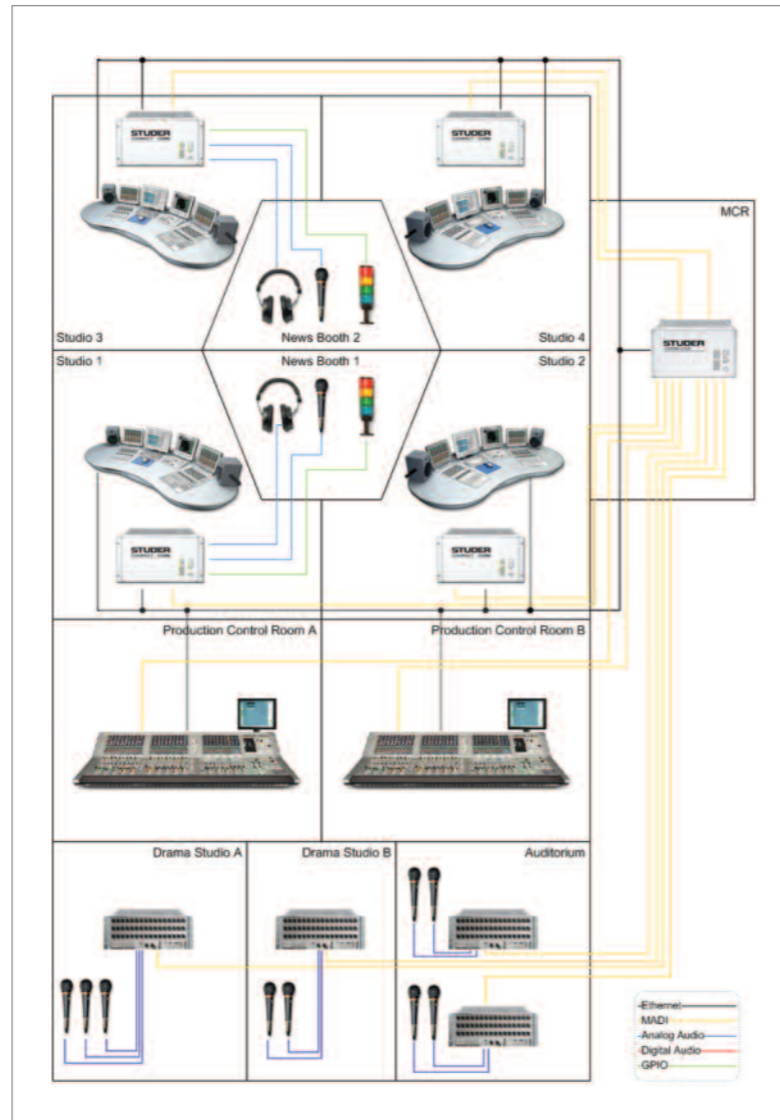 STUDER
STUDER
MCR
Studio 3
News Booth 2
Studio 4
STUDER
Studio 1
News Booth 1
Studio 2
STUDER
STUDER
Production Control Room A
Production Control Room B
Drama Studio A
Drama Studio B
Auditorium
Ethernet
MADI
Analog Audio
Digital Audio
GPIO